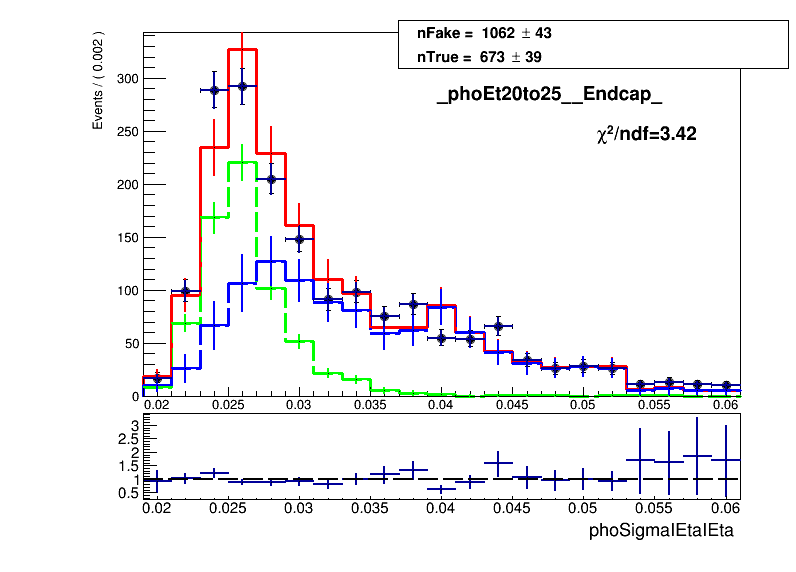 nFake = 1062 ± 43
nTrue = 673 ± 39
Events / ( 0.002 )
_phoEt20to25__Endcap_
χ²/ndf=3.42
300
250
200
150
100
50
0
0.02 0.025 0.03 0.035 0.04 0.045 0.05 0.055 0.06
3
2.5
2
1.5
1
0.5
0.02 0.025 0.03 0.035 0.04 0.045 0.05 0.055 0.06
phoSigmaIEtaIEta